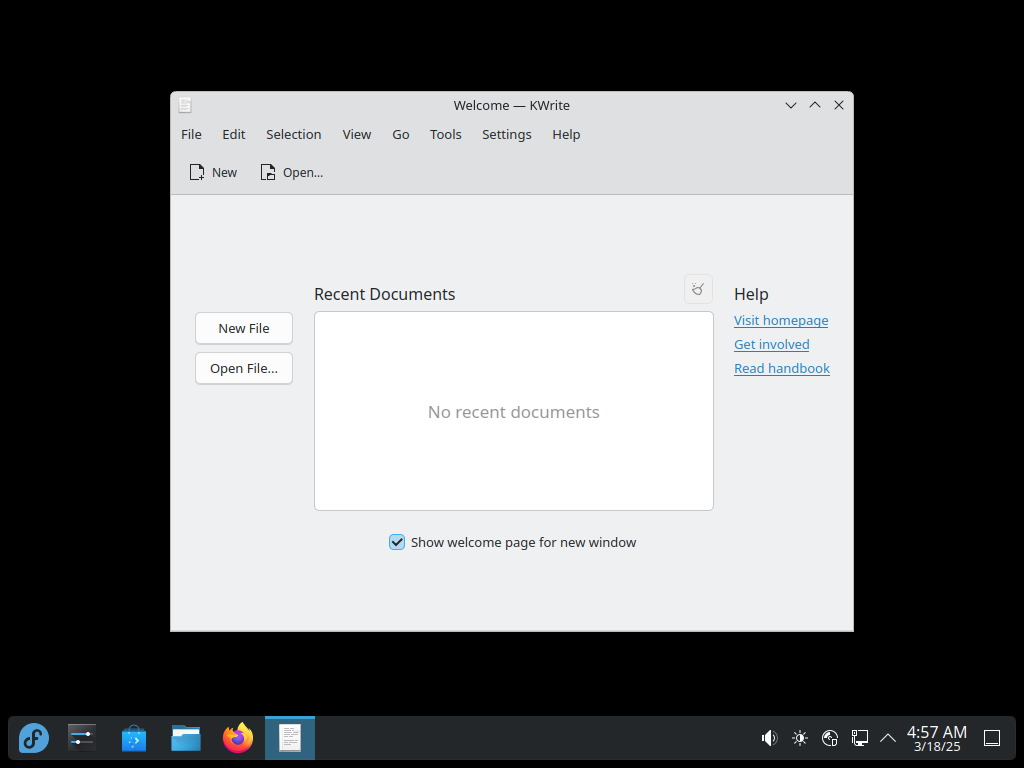 Welcome — KWrite
File Edit Selection View Go Tools Settings Help
New Open...
Recent Documents
Help
New File
Open File...
No recent documents
Visit homepage
Get involved
Read handbook
Show welcome page for new window
4:57 AM
3/18/25